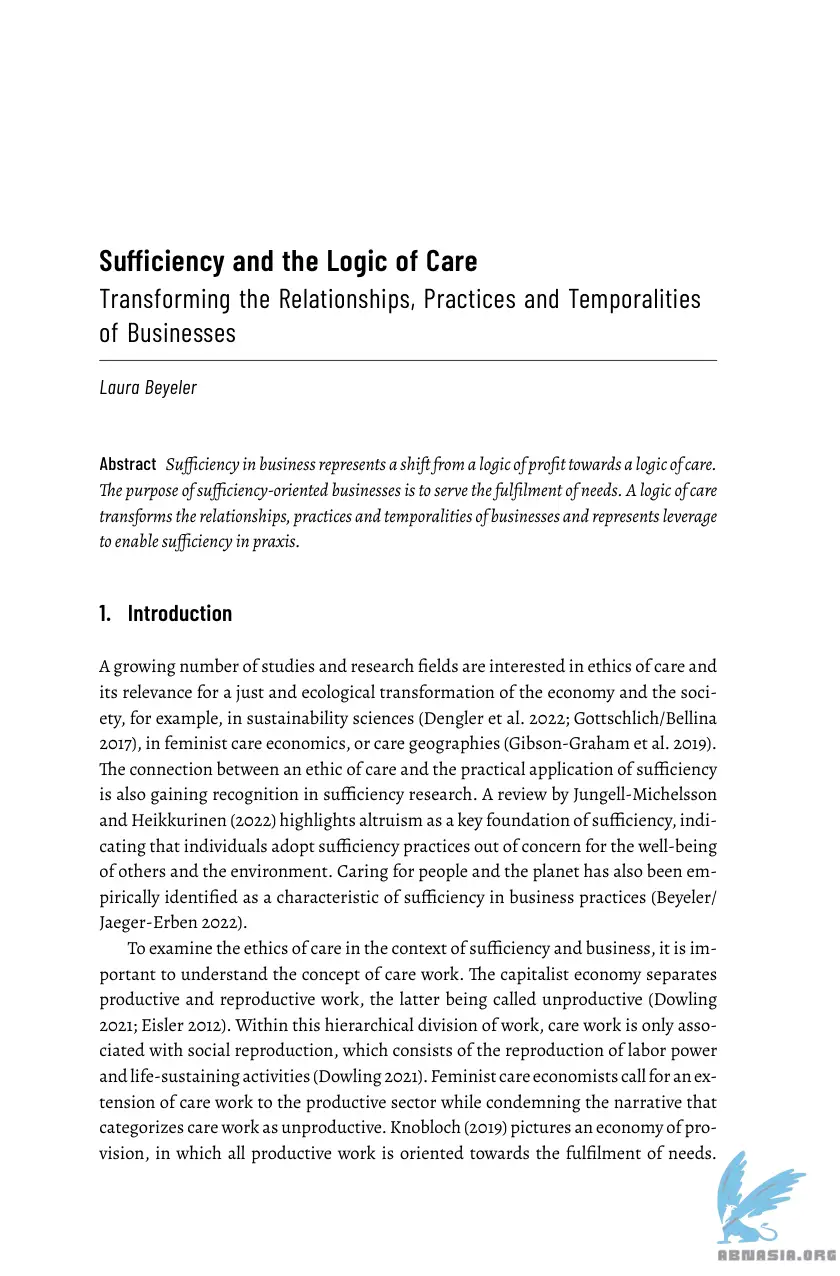 Sufficiency and the Logic of Care
Transforming the Relationships, Practices and Temporalities
of Businesses
Laura Beyeler
Abstract Sufficiency in business represents a shift from a logic of profit towards a logic of care.
The purpose of sufficiency-oriented businesses is to serve the fulfilment of needs. A logic of care
transforms the relationships, practices and temporalities of businesses and represents leverage
to enable sufficiency in praxis.
1. Introduction
A growing number of studies and research fields are interested in ethics of care and
its relevance for a just and ecological transformation of the economy and the soci-
ety, for example, in sustainability sciences (Dengler et al. 2022; Gottschlich/Bellina
2017), in feminist care economics, or care geographies (Gibson-Graham et al. 2019).
The connection between an ethic of care and the practical application of sufficiency
is also gaining recognition in sufficiency research. A review by Jungell-Michelsson
and Heikkurinen (2022) highlights altruism as a key foundation of sufficiency, indi-
cating that individuals adopt sufficiency practices out of concern for the well-being
of others and the environment. Caring for people and the planet has also been em-
pirically identified as a characteristic of sufficiency in business practices (Beyeler/
Jaeger-Erben 2022).
To examine the ethics of care in the context of sufficiency and business, it is im-
portant to understand the concept of care work. The capitalist economy separates
productive and reproductive work, the latter being called unproductive (Dowling
2021; Eisler 2012). Within this hierarchical division of work, care work is only asso-
ciated with social reproduction, which consists of the reproduction of labor power
and life-sustaining activities (Dowling 2021). Feminist care economists call for an ex-
tension of care work to the productive sector while condemning the narrative that
categorizes care work as unproductive. Knobloch (2019) pictures an economy of pro-
vision, in which all productive work is oriented towards the fulfilment of needs.
ABNASIA.ORG